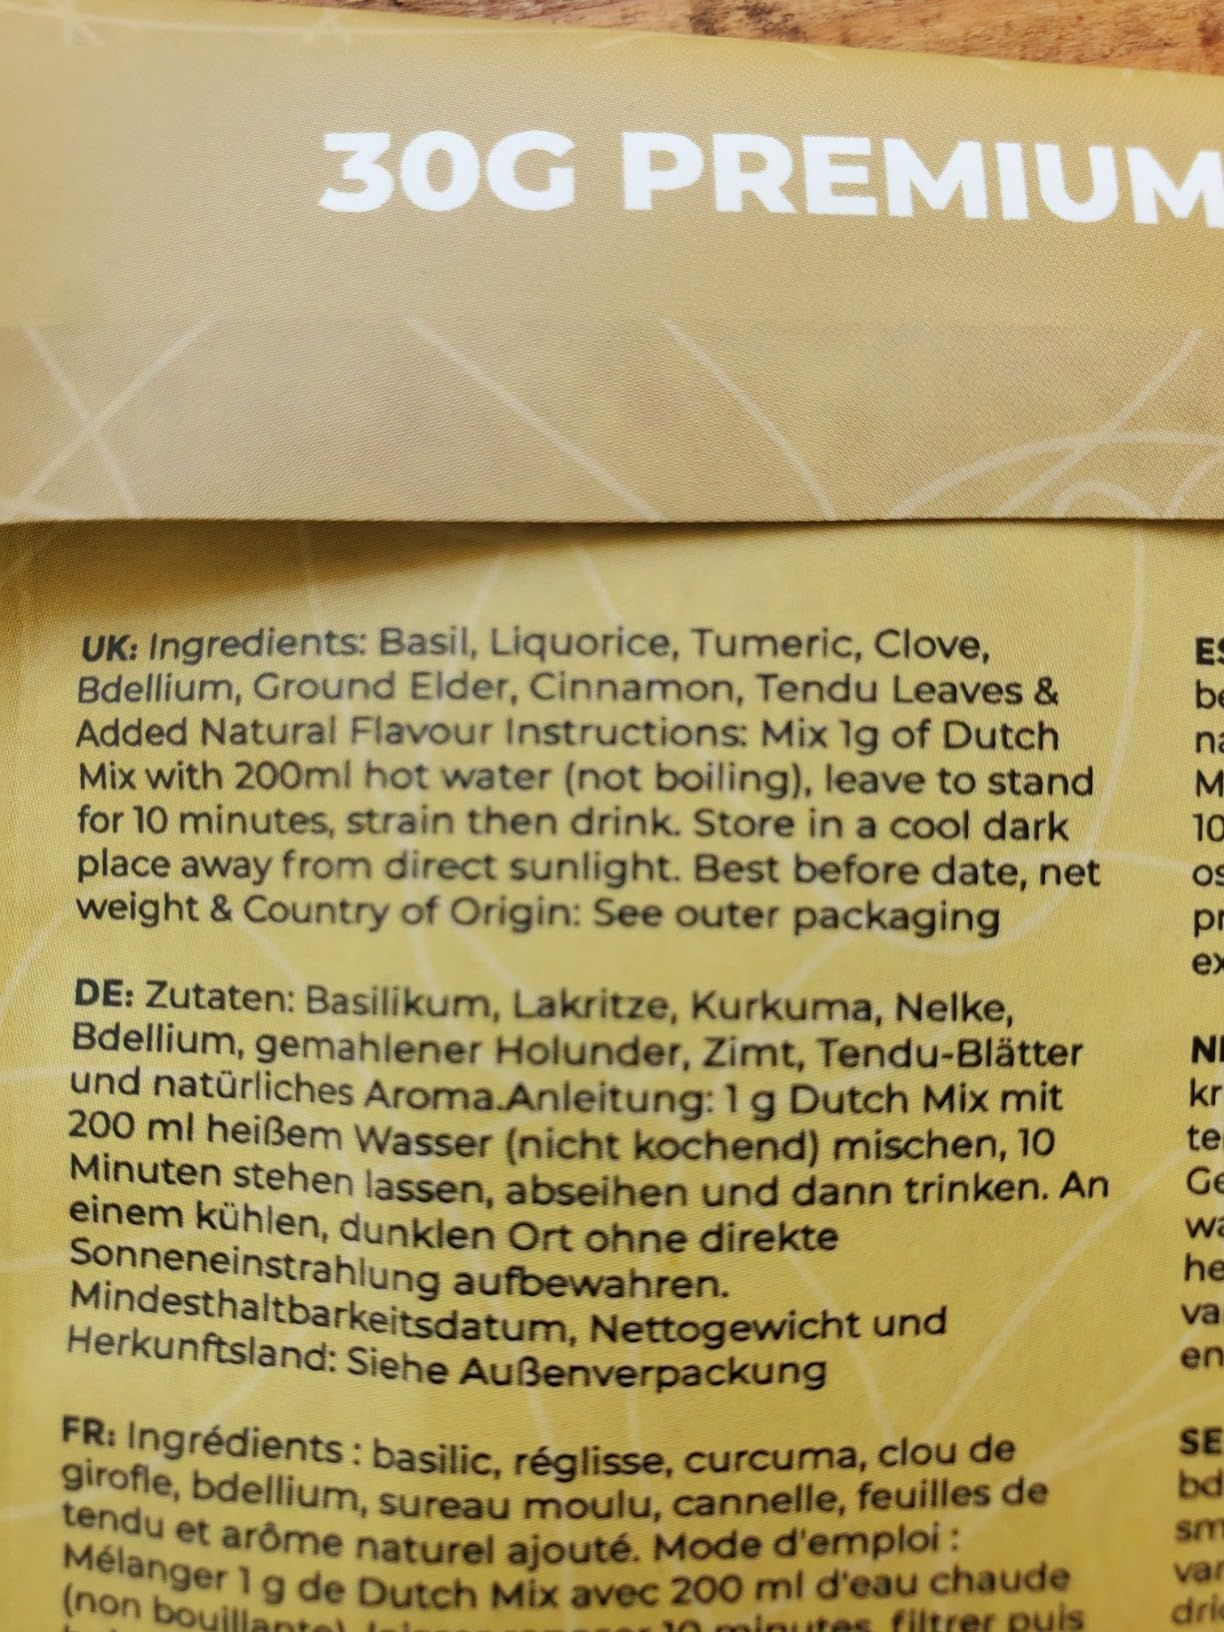 30G PREMIUM
UK: Ingredients: Basil, Liquorice, Tumeric, Clove,
Bdellium, Ground Elder, Cinnamon, Tendu Leaves &
Added Natural Flavour Instructions: Mix 1g of Dutch
Mix with 200ml hot water (not boiling), leave to stand
for 10 minutes, strain then drink. Store in a cool dark
place away from direct sunlight. Best before date, net
weight & Country of Origin: See outer packaging
DE: Zutaten: Basilikum, Lakritze, Kurkuma, Nelke,
Bdellium, gemahlener Holunder, Zimt, Tendu-Blätter
und natürliches Aroma.Anleitung: 1 g Dutch Mix mit
200 ml heißem Wasser (nicht kochend) mischen, 10
Minuten stehen lassen, abseihen und dann trinken. An
einem kühlen, dunklen Ort ohne direkte
Sonneneinstrahlung aufbewahren.
Mindesthaltbarkeitsdatum, Nettogewicht und
Herkunftsland: Siehe Außenverpackung
FR: Ingrédients : basilic, réglisse, curcuma, clou de
girofle, bdellium, sureau moulu, cannelle, feuilles de
tendu et arôme naturel ajouté. Mode d'emploi :
Mélanger 1 g de Dutch Mix avec 200 ml d'eau chaude
(non bouillante), 10 minutes, filtrer puis